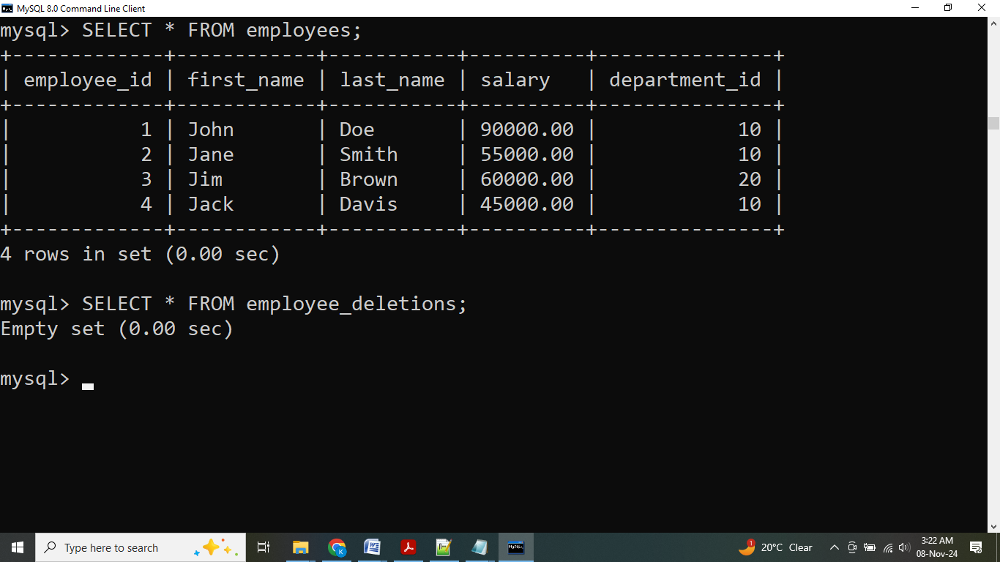 MySQL 8.0 Command Line Client
mysql> SELECT * FROM employees;
+-------------+------------+-----------+----------+---------------+
| employee_id | first_name | last_name | salary   | department_id |
+-------------+------------+-----------+----------+---------------+
|           1 | John       | Doe       | 90000.00 |            10 |
|           2 | Jane       | Smith     | 55000.00 |            10 |
|           3 | Jim        | Brown     | 60000.00 |            20 |
|           4 | Jack       | Davis     | 45000.00 |            10 |
+-------------+------------+-----------+----------+---------------+
4 rows in set (0.00 sec)
mysql> SELECT * FROM employee_deletions;
Empty set (0.00 sec)
mysql>
Type here to search
1
20°C Clear
3:22 AM
08-Nov-24